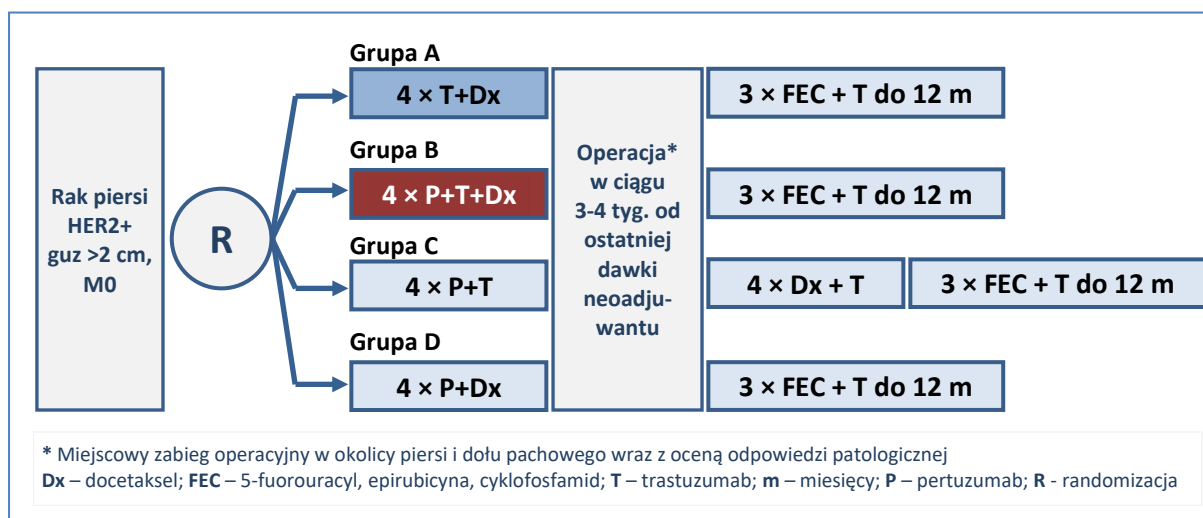 Rak piersi
HER2+
guz >2 cm,
M0
R
Grupa A
4 × T+Dx
Grupa B
4 × P+T+Dx
Grupa C
4 × P+T
Grupa D
4 × P+Dx
Operacja*
w ciągu
3-4 tyg. od
ostatniej
dawki
neoadju-
wantu
3 × FEC + T do 12 m
3 × FEC + T do 12 m
4 × Dx + T
3 × FEC + T do 12 m
3 × FEC + T do 12 m
* Miejscowy zabieg operacyjny w okolicy piersi i dołu pachowego wraz z oceną odpowiedzi patologicznej
Dx – docetaksel; FEC – 5-fuorouracyl, epirubicyna, cyklofosfamid; T – trastuzumab; m – miesięcy; P – pertuzumab; R - randomizacja